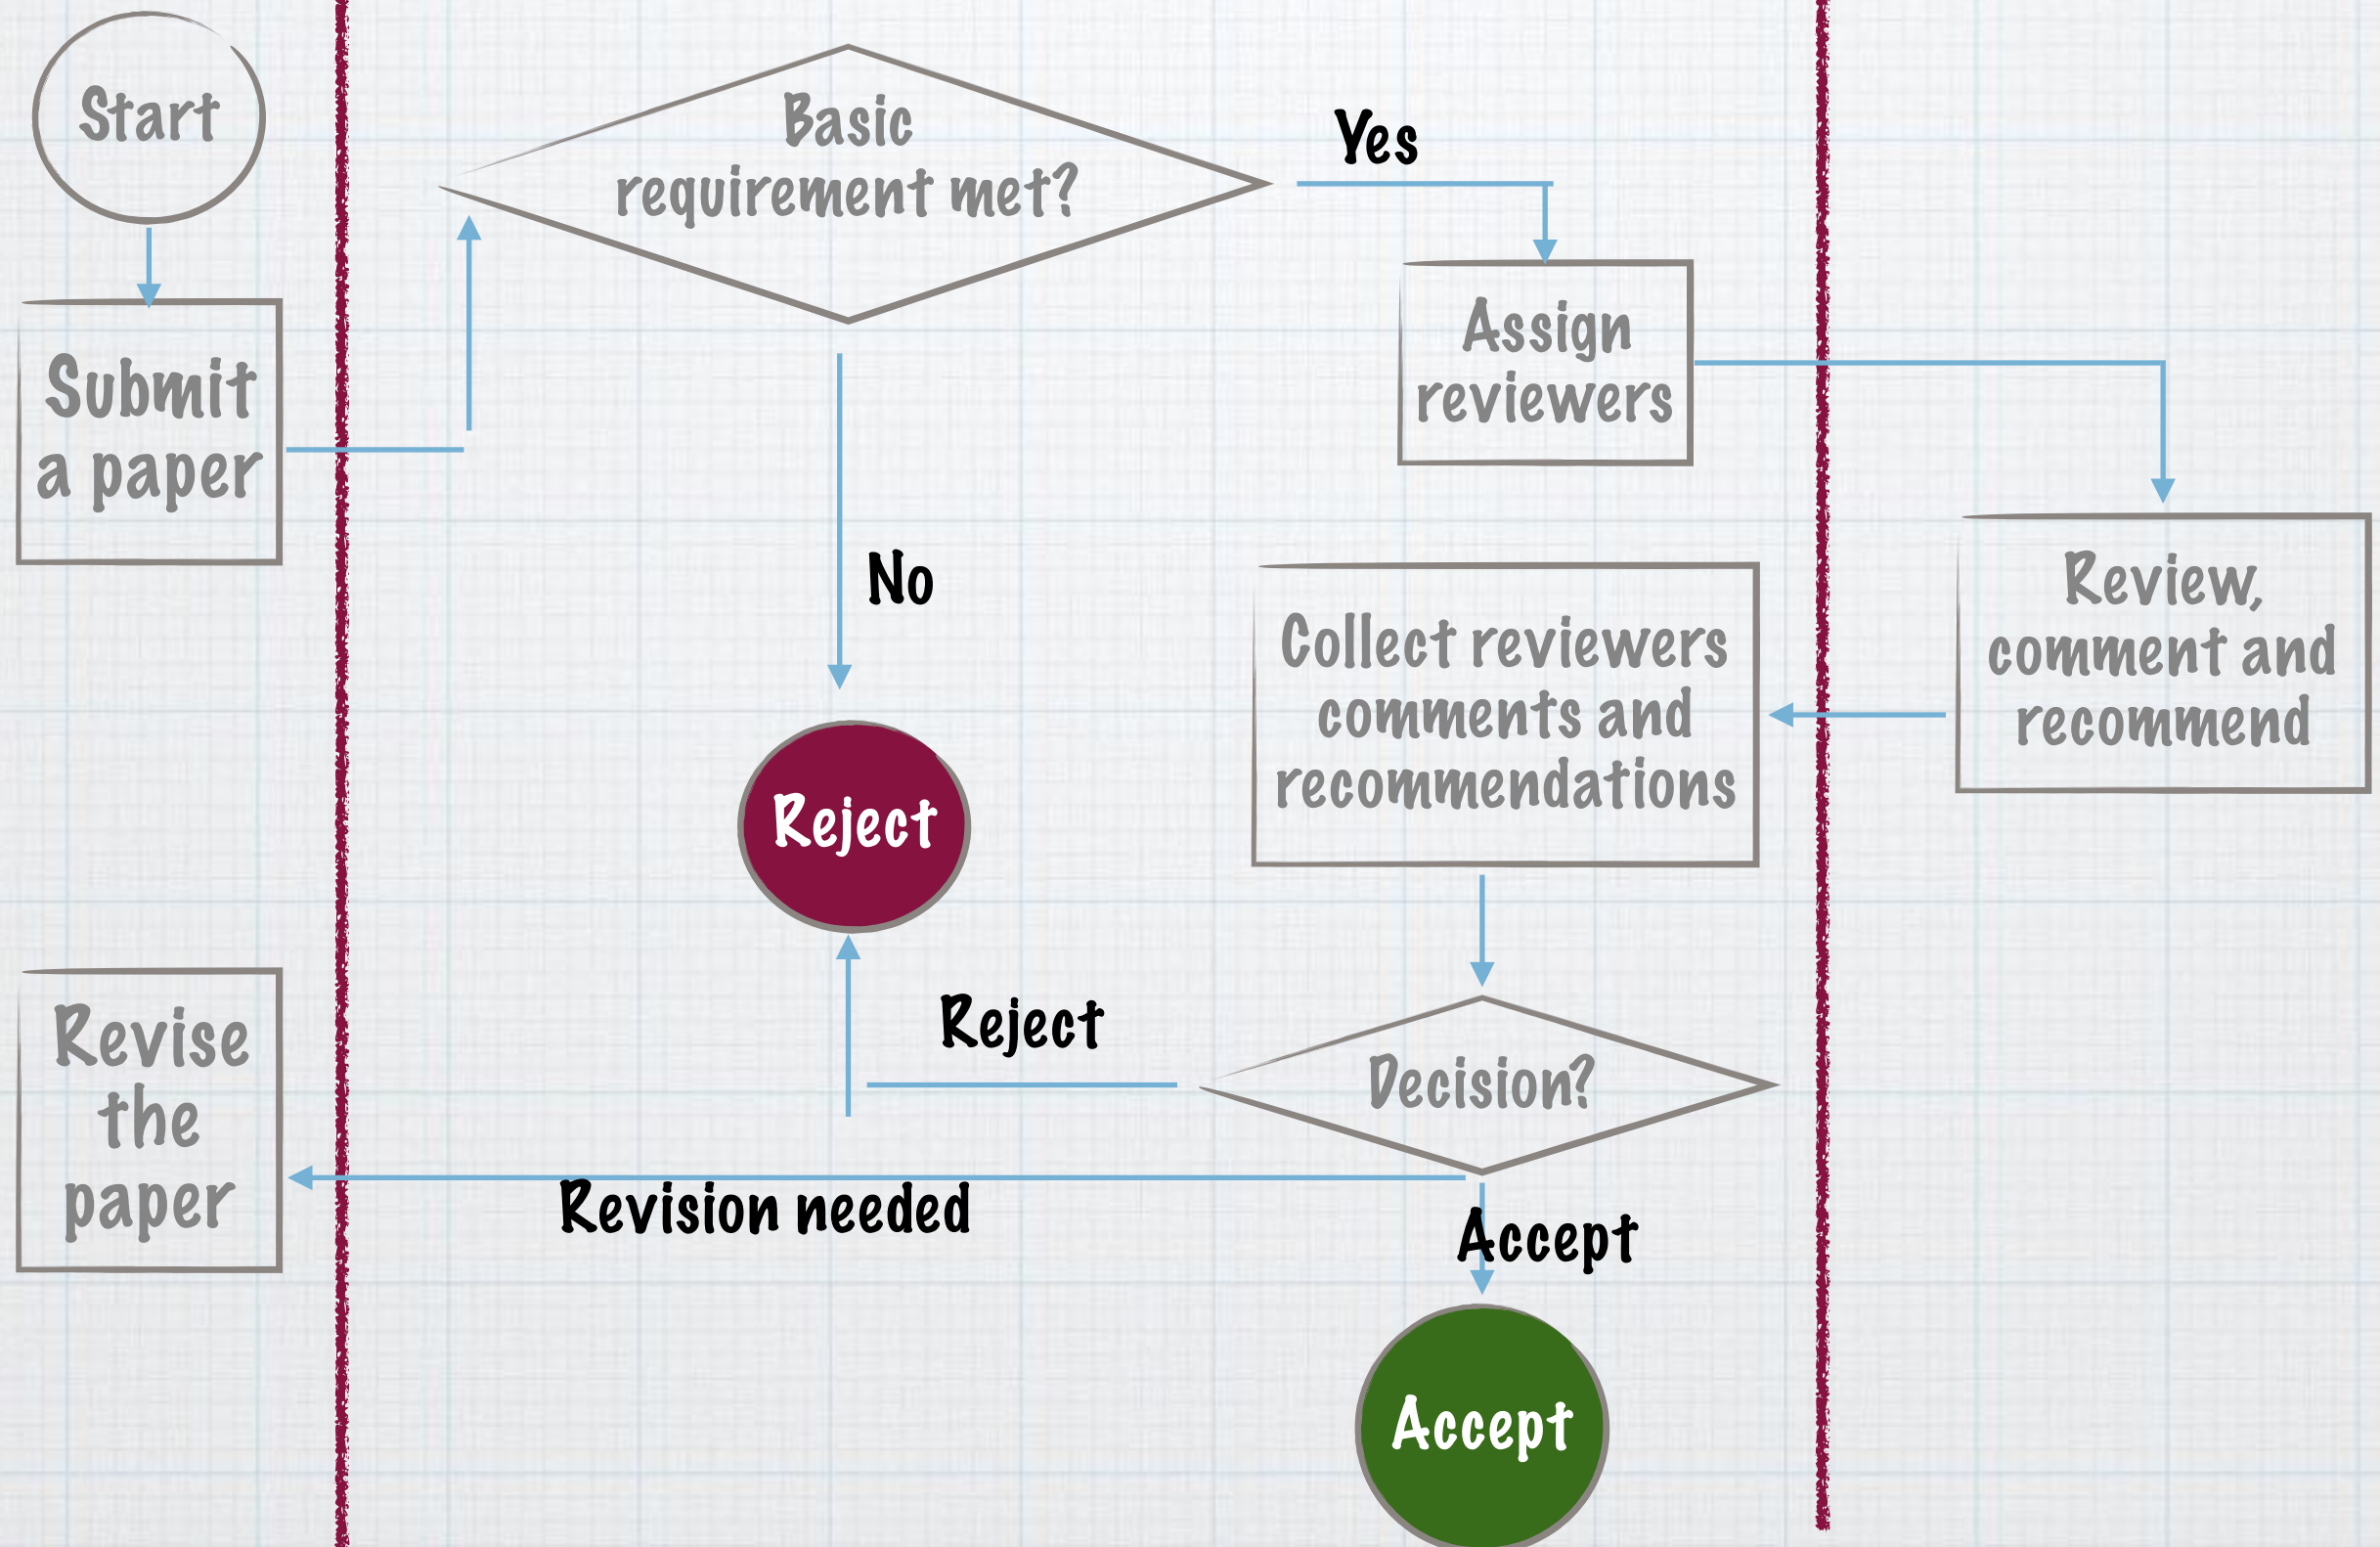 Start
Submit
a paper
Basic
requirement met?
Yes
Assign
reviewers
No
Review,
comment and
recommend
Collect reviewers
comments and
recommendations
Reject
Reject
Decision?
Revise
the
paper
Revision needed
Accept
Accept